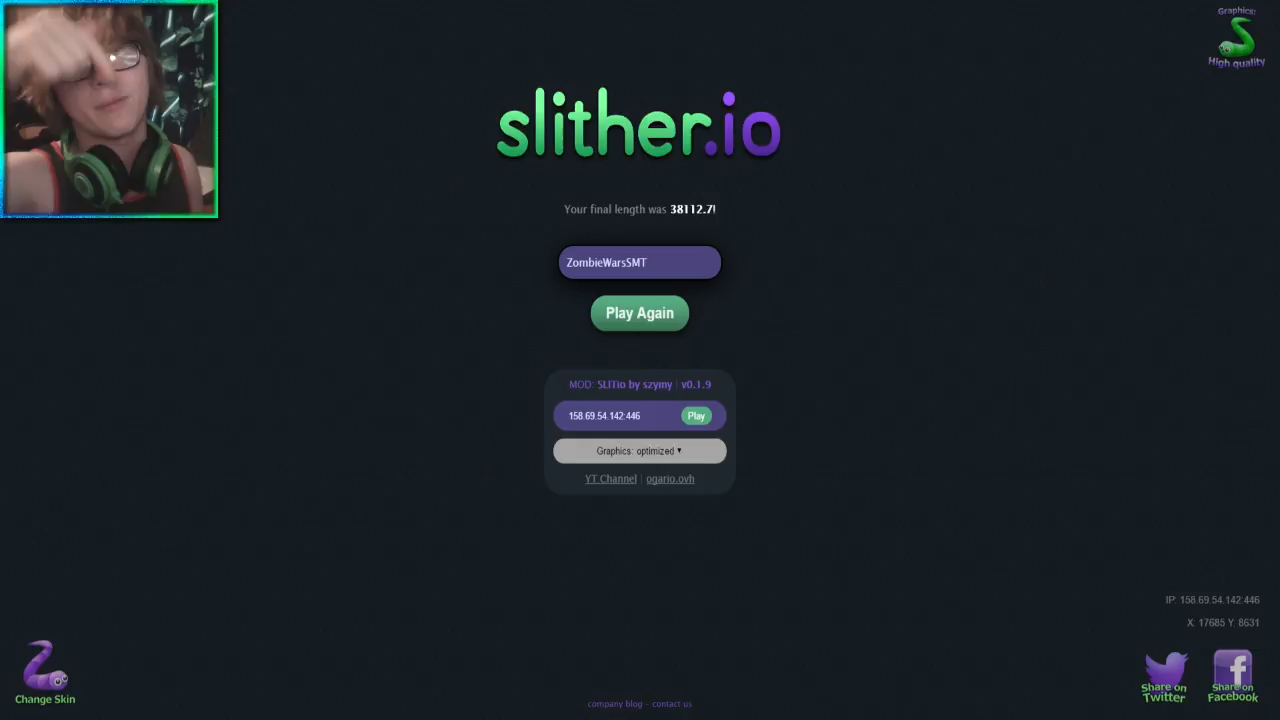 Graphics:
High quality
slither.io
Your final length was 38112.7!
ZombieWarsSMT
Play Again
MOD: SLITio by szymy | v0.1.9
158.69.54.142:446
Play
Graphics: optimized ▾
YT Channel | ogario.ovh
IP: 158.69.54.142:446
X: 17685 Y: 8631
Change Skin
Share on
Twitter
Share on
Facebook
company blog - contact us